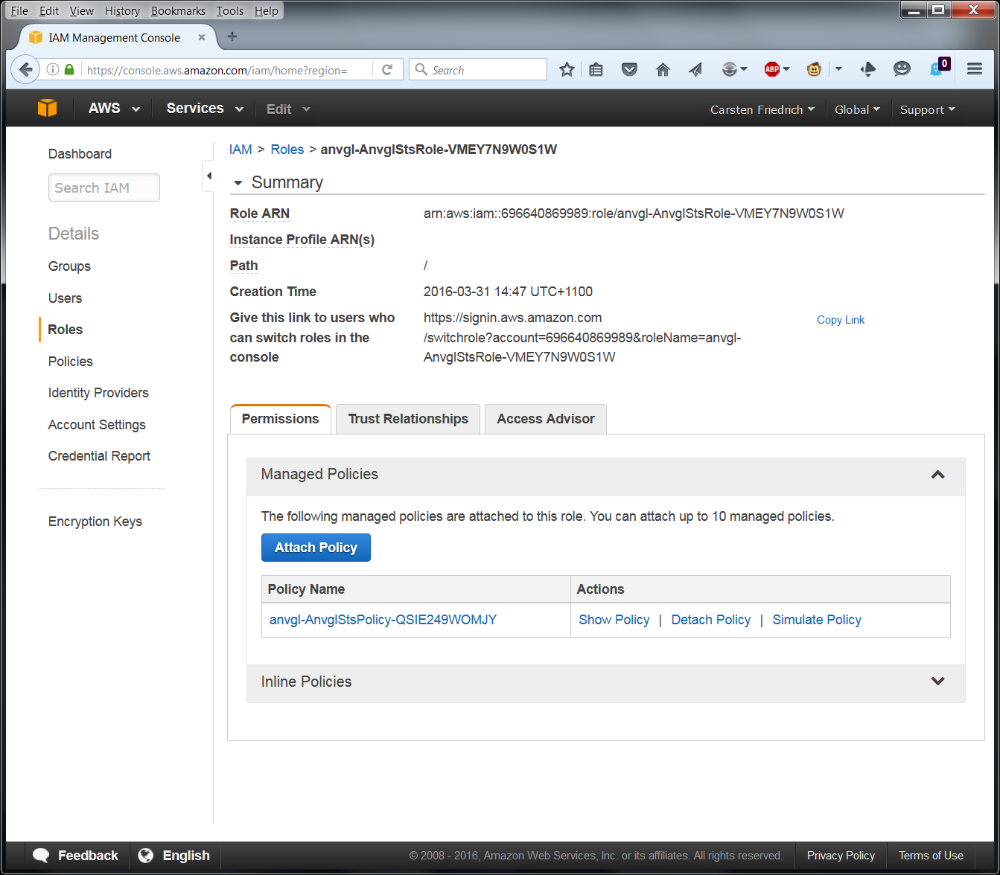 File Edit View History Bookmarks Tools Help
IAM Management Console
https://console.aws.amazon.com/iam/home?region=
Search
ABP
0
AWS Services Edit Carsten Friedrich Global Support
Dashboard
Search IAM
Details
Groups
Users
Roles
Policies
Identity Providers
Account Settings
Credential Report
Encryption Keys
IAM > Roles > anvgl-AnvglStsRole-VMEY7N9W0S1W
Summary
Role ARN arn:aws:iam::696640869989:role/anvgl-AnvglStsRole-VMEY7N9W0S1W
Instance Profile ARN(s)
Path /
Creation Time 2016-03-31 14:47 UTC+1100
Give this link to users who https://signin.aws.amazon.com Copy Link
can switch roles in the /switchrole?account=696640869989&roleName=anvgl-
console AnvglStsRole-VMEY7N9W0S1W
Permissions Trust Relationships Access Advisor
Managed Policies
The following managed policies are attached to this role. You can attach up to 10 managed policies.
Attach Policy
Policy Name Actions
anvgl-AnvglStsPolicy-QSIE249WOMJY Show Policy | Detach Policy | Simulate Policy
Inline Policies
Feedback English © 2008 - 2016, Amazon Web Services, Inc. or its affiliates. All rights reserved. Privacy Policy Terms of Use